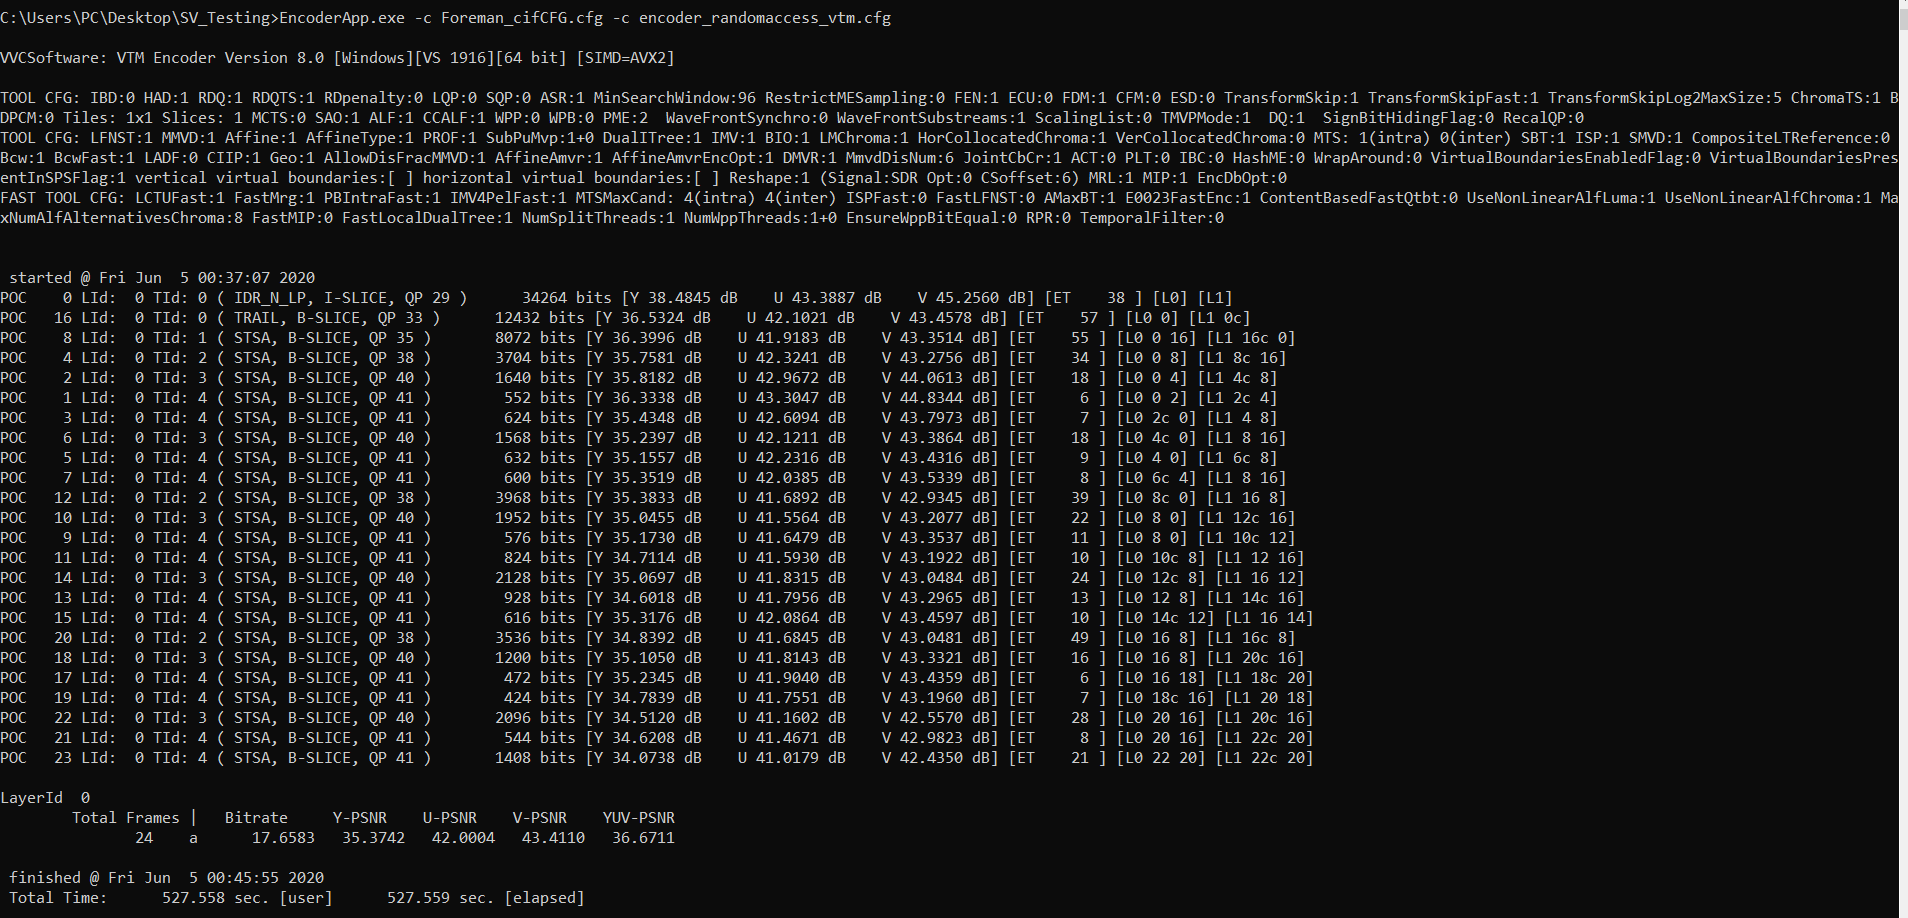 C:\Users\PC\Desktop\SV_Testing>EncoderApp.exe -c Foreman_cifCFG.cfg -c encoder_randomaccess_vtm.cfg
VVCSoftware: VTM Encoder Version 8.0 [Windows][VS 1916][64 bit] [SIMD=AVX2]
TOOL CFG: IBD:0 HAD:1 RDQ:1 RDQTS:1 RDpenalty:0 LQP:0 SQP:0 ASR:1 MinSearchWindow:96 RestrictMESampling:0 FEN:1 ECU:0 FDM:1 CFM:0 ESD:0 TransformSkip:1 TransformSkipFast:1 TransformSkipLog2MaxSize:5 ChromaTS:1 B
DPCM:0 Tiles: 1x1 Slices: 1 MCTS:0 SAO:1 ALF:1 CCALF:1 WPP:0 WPB:0 PME:2  WaveFrontSynchro:0 WaveFrontSubstreams:1 ScalingList:0 TMVPMode:1  DQ:1  SignBitHidingFlag:0 RecalQP:0
TOOL CFG: LFNST:1 MMVD:1 Affine:1 AffineType:1 PROF:1 SubPuMvp:1+0 DualITree:1 IMV:1 BIO:1 LMChroma:1 HorCollocatedChroma:1 VerCollocatedChroma:0 MTS: 1(intra) 0(inter) SBT:1 ISP:1 SMVD:1 CompositeLTReference:0
Bcw:1 BcwFast:1 LADF:0 CIIP:1 Geo:1 AllowDisFracMMVD:1 AffineAmvr:1 AffineAmvrEncOpt:1 DMVR:1 MmvdDisNum:6 JointCbCr:1 ACT:0 PLT:0 IBC:0 HashME:0 WrapAround:0 VirtualBoundariesEnabledFlag:0 VirtualBoundariesPres
entInSPSFlag:1 vertical virtual boundaries:[ ] horizontal virtual boundaries:[ ] Reshape:1 (Signal:SDR Opt:0 CSoffset:6) MRL:1 MIP:1 EncDbOpt:0
FAST TOOL CFG: LCTUFast:1 FastMrg:1 PBIntraFast:1 IMV4PelFast:1 MTSMaxCand: 4(intra) 4(inter) ISPFast:0 FastLFNST:0 AMaxBT:1 E0023FastEnc:1 ContentBasedFastQtbt:0 UseNonLinearAlfLuma:1 UseNonLinearAlfChroma:1 Ma
xNumAlfAlternativesChroma:8 FastMIP:0 FastLocalDualTree:1 NumSplitThreads:1 NumWppThreads:1+0 EnsureWppBitEqual:0 RPR:0 TemporalFilter:0
started @ Fri Jun  5 00:37:07 2020
POC    0 LId:  0 TId: 0 ( IDR_N_LP, I-SLICE, QP 29 )      34264 bits [Y 38.4845 dB    U 43.3887 dB    V 45.2560 dB] [ET    38 ] [L0] [L1]
POC   16 LId:  0 TId: 0 ( TRAIL, B-SLICE, QP 33 )      12432 bits [Y 36.5324 dB    U 42.1021 dB    V 43.4578 dB] [ET    57 ] [L0 0] [L1 0c]
POC    8 LId:  0 TId: 1 ( STSA, B-SLICE, QP 35 )       8072 bits [Y 36.3996 dB    U 41.9183 dB    V 43.3514 dB] [ET    55 ] [L0 0 16] [L1 16c 0]
POC    4 LId:  0 TId: 2 ( STSA, B-SLICE, QP 38 )       3704 bits [Y 35.7581 dB    U 42.3241 dB    V 43.2756 dB] [ET    34 ] [L0 0 8] [L1 8c 16]
POC    2 LId:  0 TId: 3 ( STSA, B-SLICE, QP 40 )       1640 bits [Y 35.8182 dB    U 42.9672 dB    V 44.0613 dB] [ET    18 ] [L0 0 4] [L1 4c 8]
POC    1 LId:  0 TId: 4 ( STSA, B-SLICE, QP 41 )        552 bits [Y 36.3338 dB    U 43.3047 dB    V 44.8344 dB] [ET     6 ] [L0 0 2] [L1 2c 4]
POC    3 LId:  0 TId: 4 ( STSA, B-SLICE, QP 41 )        624 bits [Y 35.4348 dB    U 42.6094 dB    V 43.7973 dB] [ET     7 ] [L0 2c 0] [L1 4 8]
POC    6 LId:  0 TId: 3 ( STSA, B-SLICE, QP 40 )       1568 bits [Y 35.2397 dB    U 42.1211 dB    V 43.3864 dB] [ET    18 ] [L0 4c 0] [L1 8 16]
POC    5 LId:  0 TId: 4 ( STSA, B-SLICE, QP 41 )        632 bits [Y 35.1557 dB    U 42.2316 dB    V 43.4316 dB] [ET     9 ] [L0 4 0] [L1 6c 8]
POC    7 LId:  0 TId: 4 ( STSA, B-SLICE, QP 41 )        600 bits [Y 35.3519 dB    U 42.0385 dB    V 43.5339 dB] [ET     8 ] [L0 6c 4] [L1 8 16]
POC   12 LId:  0 TId: 2 ( STSA, B-SLICE, QP 38 )       3968 bits [Y 35.3833 dB    U 41.6892 dB    V 42.9345 dB] [ET    39 ] [L0 8c 0] [L1 16 8]
POC   10 LId:  0 TId: 3 ( STSA, B-SLICE, QP 40 )       1952 bits [Y 35.0455 dB    U 41.5564 dB    V 43.2077 dB] [ET    22 ] [L0 8 0] [L1 12c 16]
POC    9 LId:  0 TId: 4 ( STSA, B-SLICE, QP 41 )        576 bits [Y 35.1730 dB    U 41.6479 dB    V 43.3537 dB] [ET    11 ] [L0 8 0] [L1 10c 12]
POC   11 LId:  0 TId: 4 ( STSA, B-SLICE, QP 41 )        824 bits [Y 34.7114 dB    U 41.5930 dB    V 43.1922 dB] [ET    10 ] [L0 10c 8] [L1 12 16]
POC   14 LId:  0 TId: 3 ( STSA, B-SLICE, QP 40 )       2128 bits [Y 35.0697 dB    U 41.8315 dB    V 43.0484 dB] [ET    24 ] [L0 12c 8] [L1 16 12]
POC   13 LId:  0 TId: 4 ( STSA, B-SLICE, QP 41 )        928 bits [Y 34.6018 dB    U 41.7956 dB    V 43.2965 dB] [ET    13 ] [L0 12 8] [L1 14c 16]
POC   15 LId:  0 TId: 4 ( STSA, B-SLICE, QP 41 )        616 bits [Y 35.3176 dB    U 42.0864 dB    V 43.4597 dB] [ET    10 ] [L0 14c 12] [L1 16 14]
POC   20 LId:  0 TId: 2 ( STSA, B-SLICE, QP 38 )       3536 bits [Y 34.8392 dB    U 41.6845 dB    V 43.0481 dB] [ET    49 ] [L0 16 8] [L1 16c 8]
POC   18 LId:  0 TId: 3 ( STSA, B-SLICE, QP 40 )       1200 bits [Y 35.1050 dB    U 41.8143 dB    V 43.3321 dB] [ET    16 ] [L0 16 8] [L1 20c 16]
POC   17 LId:  0 TId: 4 ( STSA, B-SLICE, QP 41 )        472 bits [Y 35.2345 dB    U 41.9040 dB    V 43.4359 dB] [ET     6 ] [L0 16 18] [L1 18c 20]
POC   19 LId:  0 TId: 4 ( STSA, B-SLICE, QP 41 )        424 bits [Y 34.7839 dB    U 41.7551 dB    V 43.1960 dB] [ET     7 ] [L0 18c 16] [L1 20 18]
POC   22 LId:  0 TId: 3 ( STSA, B-SLICE, QP 40 )       2096 bits [Y 34.5120 dB    U 41.1602 dB    V 42.5570 dB] [ET    28 ] [L0 20 16] [L1 20c 16]
POC   21 LId:  0 TId: 4 ( STSA, B-SLICE, QP 41 )        544 bits [Y 34.6208 dB    U 41.4671 dB    V 42.9823 dB] [ET     8 ] [L0 20 16] [L1 22c 20]
POC   23 LId:  0 TId: 4 ( STSA, B-SLICE, QP 41 )       1408 bits [Y 34.0738 dB    U 41.0179 dB    V 42.4350 dB] [ET    21 ] [L0 22 20] [L1 22c 20]
LayerId  0
Total Frames |   Bitrate     Y-PSNR    U-PSNR    V-PSNR    YUV-PSNR
24    a      17.6583   35.3742   42.0004   43.4110   36.6711
finished @ Fri Jun  5 00:45:55 2020
Total Time:      527.558 sec. [user]      527.559 sec. [elapsed]